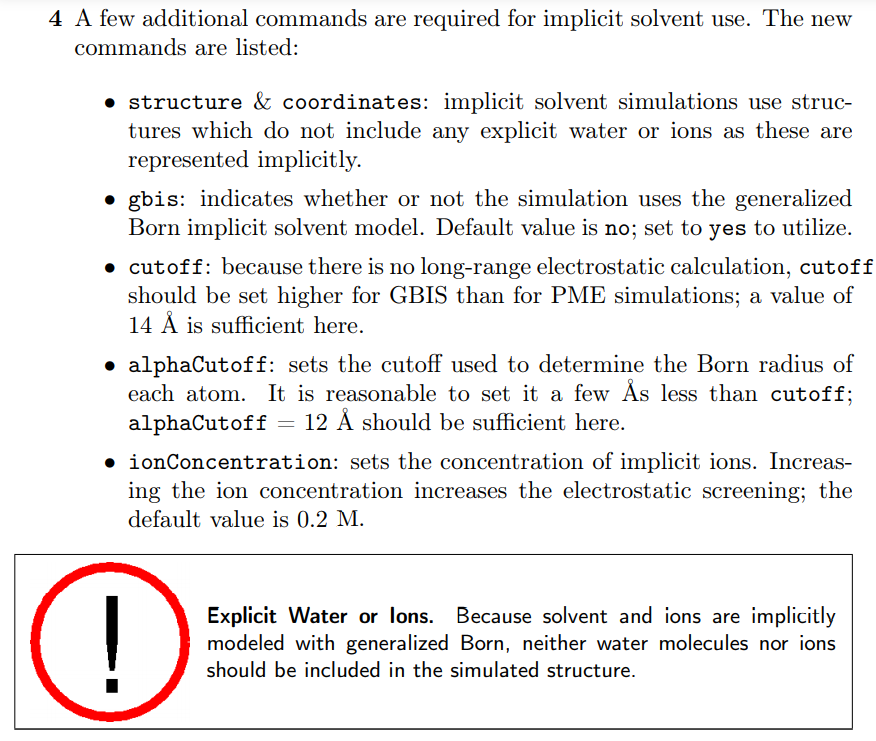 4 A few additional commands are required for implicit solvent use. The new
commands are listed:
• structure & coordinates: implicit solvent simulations use struc-
tures which do not include any explicit water or ions as these are
represented implicitly.
• gbis: indicates whether or not the simulation uses the generalized
Born implicit solvent model. Default value is no; set to yes to utilize.
• cutoff: because there is no long-range electrostatic calculation, cutoff
should be set higher for GBIS than for PME simulations; a value of
14 Å is sufficient here.
• alphaCutoff: sets the cutoff used to determine the Born radius of
each atom. It is reasonable to set it a few Ås less than cutoff;
alphaCutoff = 12 Å should be sufficient here.
• ionConcentration: sets the concentration of implicit ions. Increas-
ing the ion concentration increases the electrostatic screening; the
default value is 0.2 M.
!
Explicit Water or Ions. Because solvent and ions are implicitly
modeled with generalized Born, neither water molecules nor ions
should be included in the simulated structure.